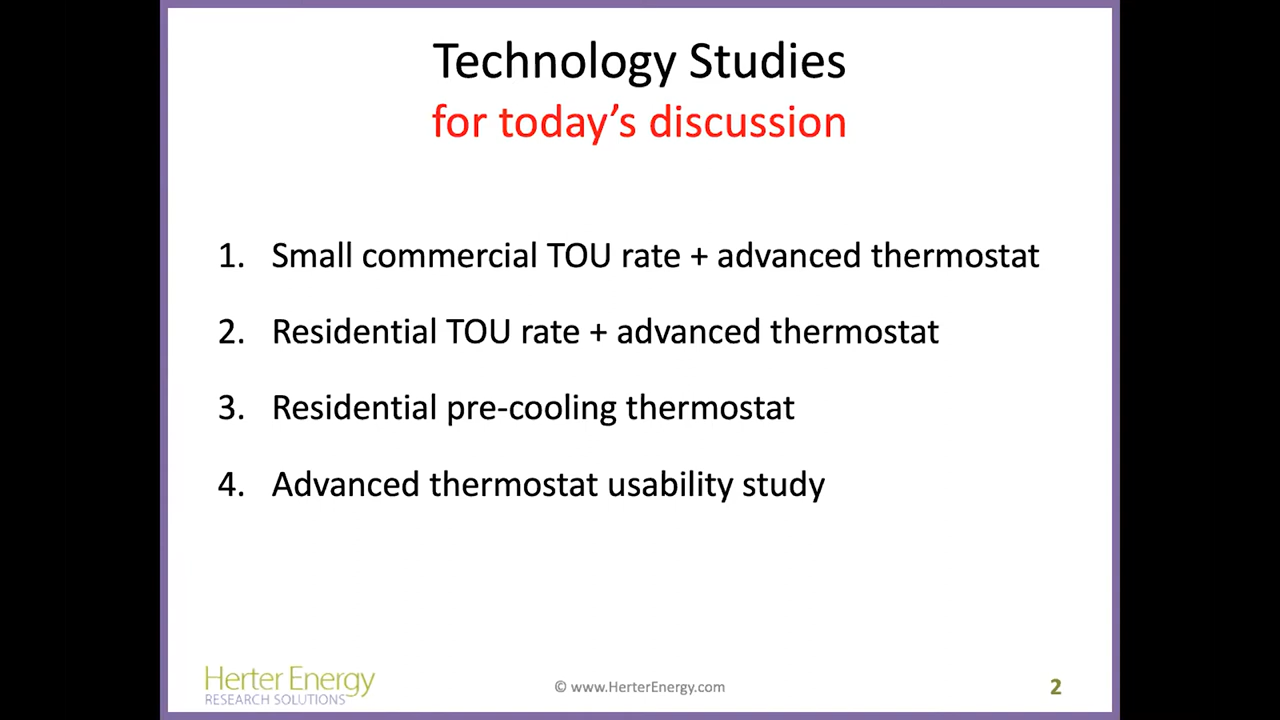 Technology Studies
for today’s discussion
1. Small commercial TOU rate + advanced thermostat
2. Residential TOU rate + advanced thermostat
3. Residential pre-cooling thermostat
4. Advanced thermostat usability study
Herter Energy
RESEARCH SOLUTIONS
© www.HerterEnergy.com
2